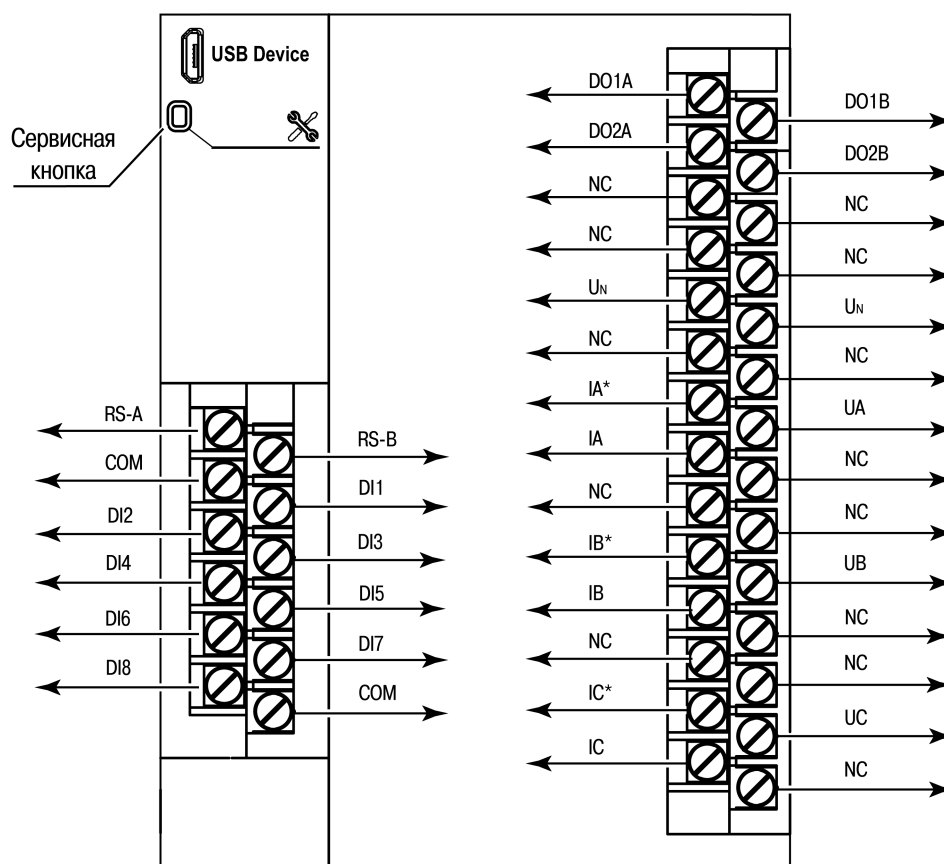 USB Device
Сервисная
кнопка
RS-A
COM
DI2
DI4
DI6
DI8
RS-B
DI1
DI3
DI5
DI7
COM
DO1A
DO2A
NC
NC
UN
NC
IA*
IA
NC
IB*
IB
NC
IC*
IC
DO1B
DO2B
NC
NC
UN
NC
UA
NC
NC
UB
NC
NC
UC
NC